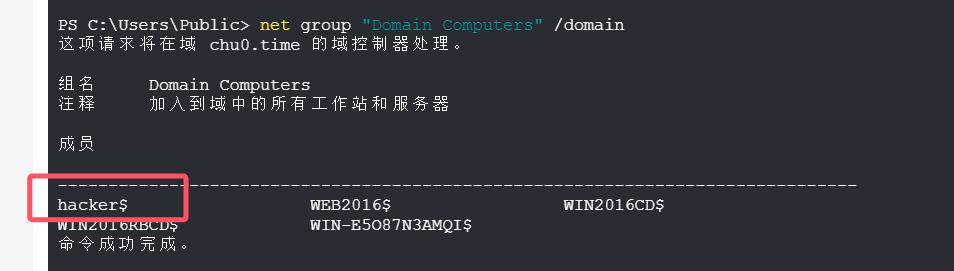 PS C:\Users\Public> net group "Domain Computers" /domain
这项请求将在域 chu0.time 的域控制器处理。
组名     Domain Computers
注释     加入到域中的所有工作站和服务器
成员
-------------------------------------------------------------------------------
hacker$                  WEB2016$                 WIN2016CD$
WIN2016RBCD$             WIN-E5O87N3AMQI$
命令成功完成。